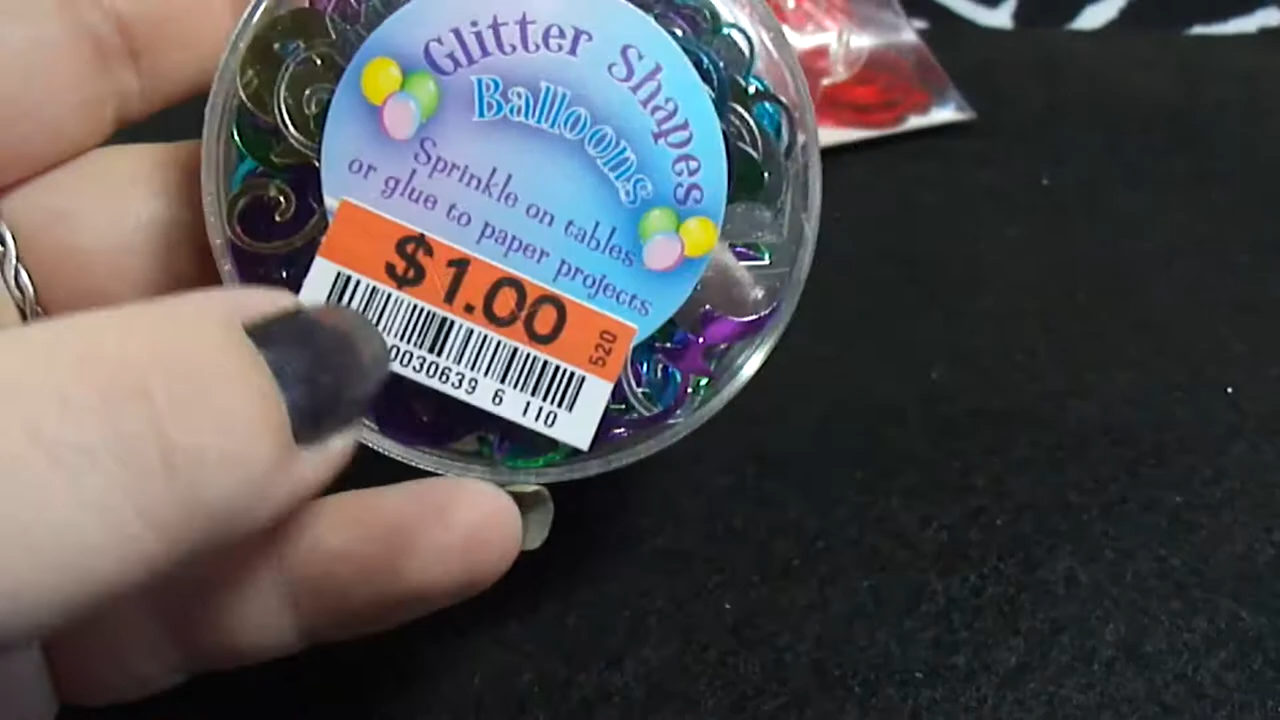 Glitter Shapes
Balloons
Sprinkle on tables
or glue to paper projects
$1.00
520
0030639 6 110